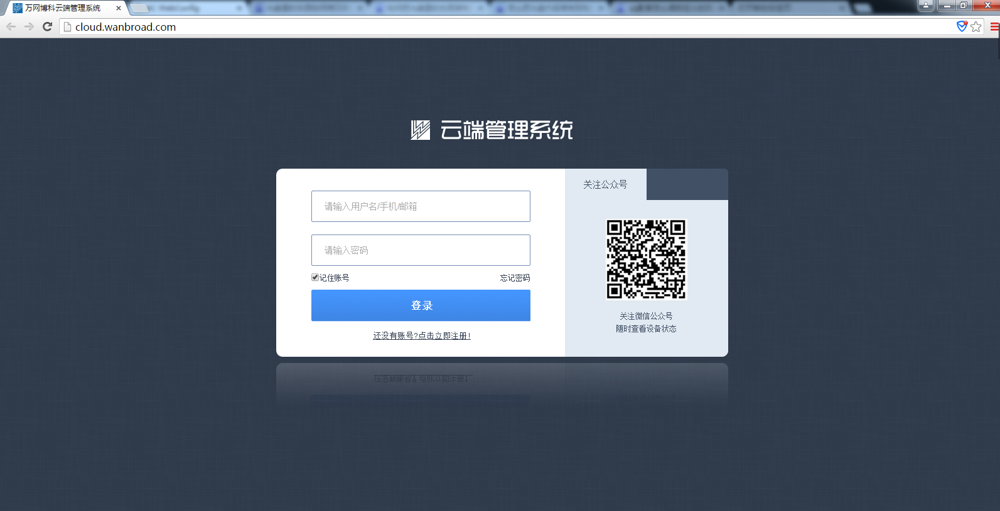 万网博科云端管理系统
cloud.wanbroad.com
云端管理系统
请输入用户名/手机/邮箱
请输入密码
记住账号
忘记密码
登录
还没有账号?点击立即注册!
关注公众号
关注微信公众号
随时查看设备状态